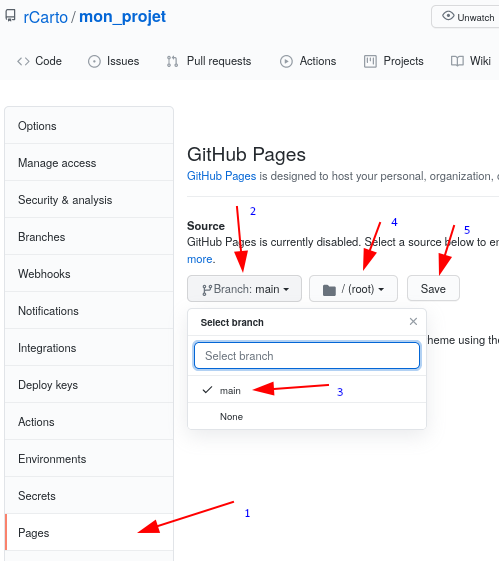 rCarto / mon_projet
Unwatch
Code Issues Pull requests Actions Projects Wiki
Options
Manage access
Security & analysis
Branches
Webhooks
Notifications
Integrations
Deploy keys
Actions
Environments
Secrets
Pages
1
GitHub Pages
GitHub Pages is designed to host your personal, organization,
2
4
5
Source
GitHub Pages is currently disabled. Select a source below to en
more.
Branch: main
/ (root)
Save
Select branch
heme using the
Select branch
main
3
None